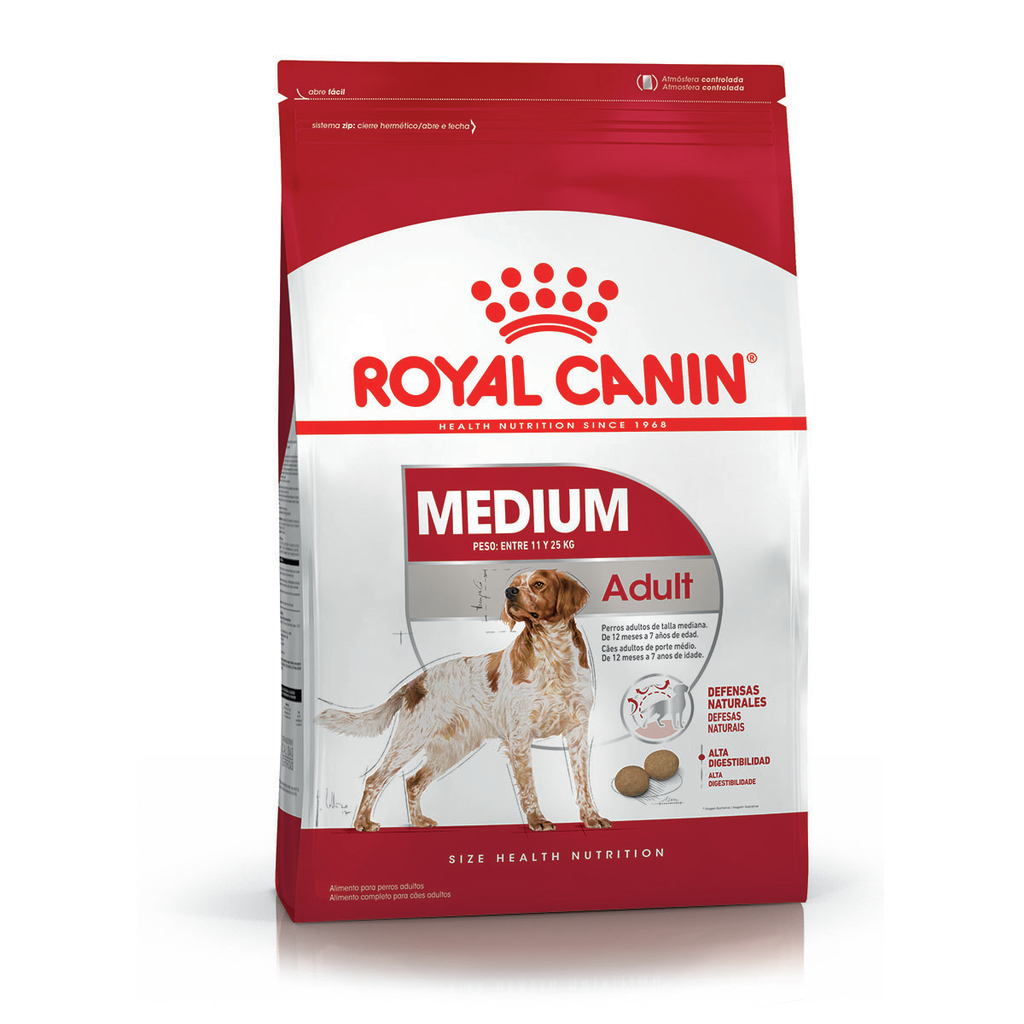 abre fácil
Atmósfera controlada
Atmosfera controlada
sistema zip: cierre hermético/abre e fecha
ROYAL CANIN®
HEALTH NUTRITION SINCE 1968
MEDIUM
PESO: ENTRE 11 Y 25 KG
Adult
Perros adultos de talla mediana.
De 12 meses a 7 años de edad.
Cães adultos de porte médio.
De 12 meses a 7 anos de idade.
DEFENSAS
NATURALES
DEFESAS
NATURAIS
ALTA
DIGESTIBILIDAD
ALTA
DIGESTIBILIDADE
SIZE HEALTH NUTRITION
Alimento para perros adultos
Alimento completo para cães adultos